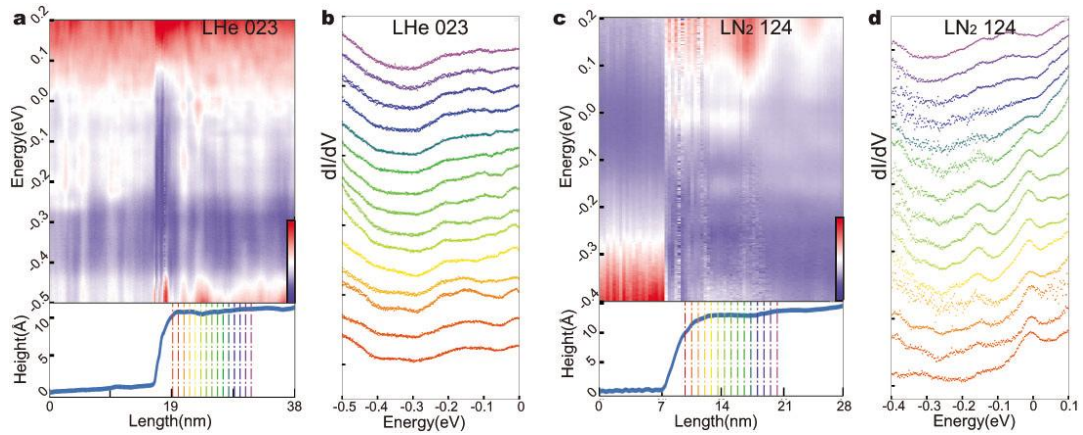 a
LHe 023
0.2
0.1
0.0
-0.1
-0.2
-0.3
-0.4
-0.5
Energy(eV)
10
5
0
Height(Å)
0
19
38
Length(nm)
b
LHe 023
dI/dV
-0.5
-0.4
-0.3
-0.2
-0.1
0
Energy(eV)
c
LN2 124
0.2
0.1
0.0
-0.1
-0.2
-0.3
-0.4
Energy(eV)
10
5
0
Height(Å)
0
7
14
21
28
Length(nm)
d
LN2 124
dI/dV
-0.4
-0.3
-0.2
-0.1
0
0.1
Energy(eV)